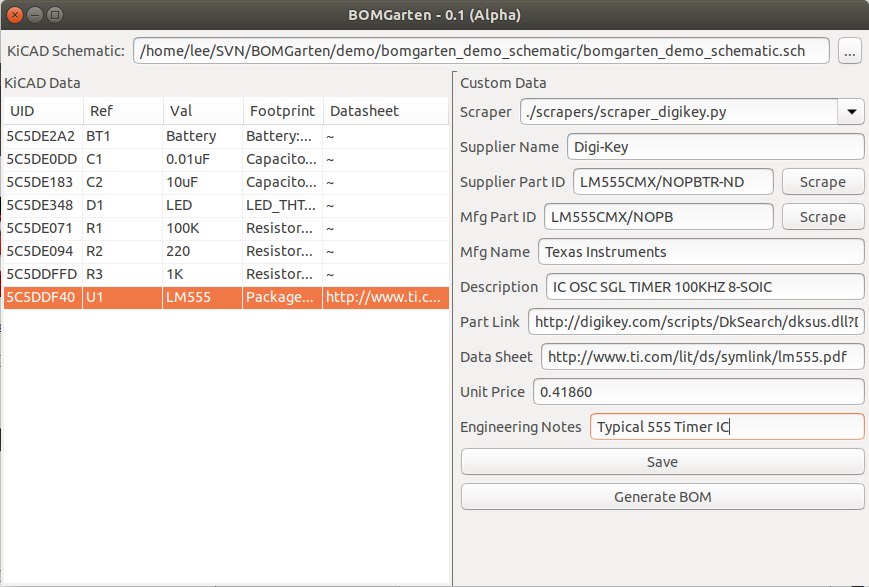 BOMGarten - 0.1 (Alpha)
KiCAD Schematic: /home/lee/SVN/BOMGarten/demo/bomgarten_demo_schematic/bomgarten_demo_schematic.sch ...
KiCAD Data
UID Ref Val Footprint Datasheet
5C5DE2A2 BT1 Battery Battery:... ~
5C5DE0DD C1 0.01uF Capacito... ~
5C5DE183 C2 10uF Capacito... ~
5C5DE348 D1 LED LED_THT... ~
5C5DE071 R1 100K Resistor... ~
5C5DE094 R2 220 Resistor... ~
5C5DDFFD R3 1K Resistor... ~
5C5DDF40 U1 LM555 Package... http://www.ti.c...
Custom Data
Scraper ./scrapers/scraper_digikey.py
Supplier Name Digi-Key
Supplier Part ID LM555CMX/NOPBTR-ND Scrape
Mfg Part ID LM555CMX/NOPB Scrape
Mfg Name Texas Instruments
Description IC OSC SGL TIMER 100KHZ 8-SOIC
Part Link http://digikey.com/scripts/DkSearch/dksus.dll?D
Data Sheet http://www.ti.com/lit/ds/symlink/lm555.pdf
Unit Price 0.41860
Engineering Notes Typical 555 Timer IC
Save
Generate BOM